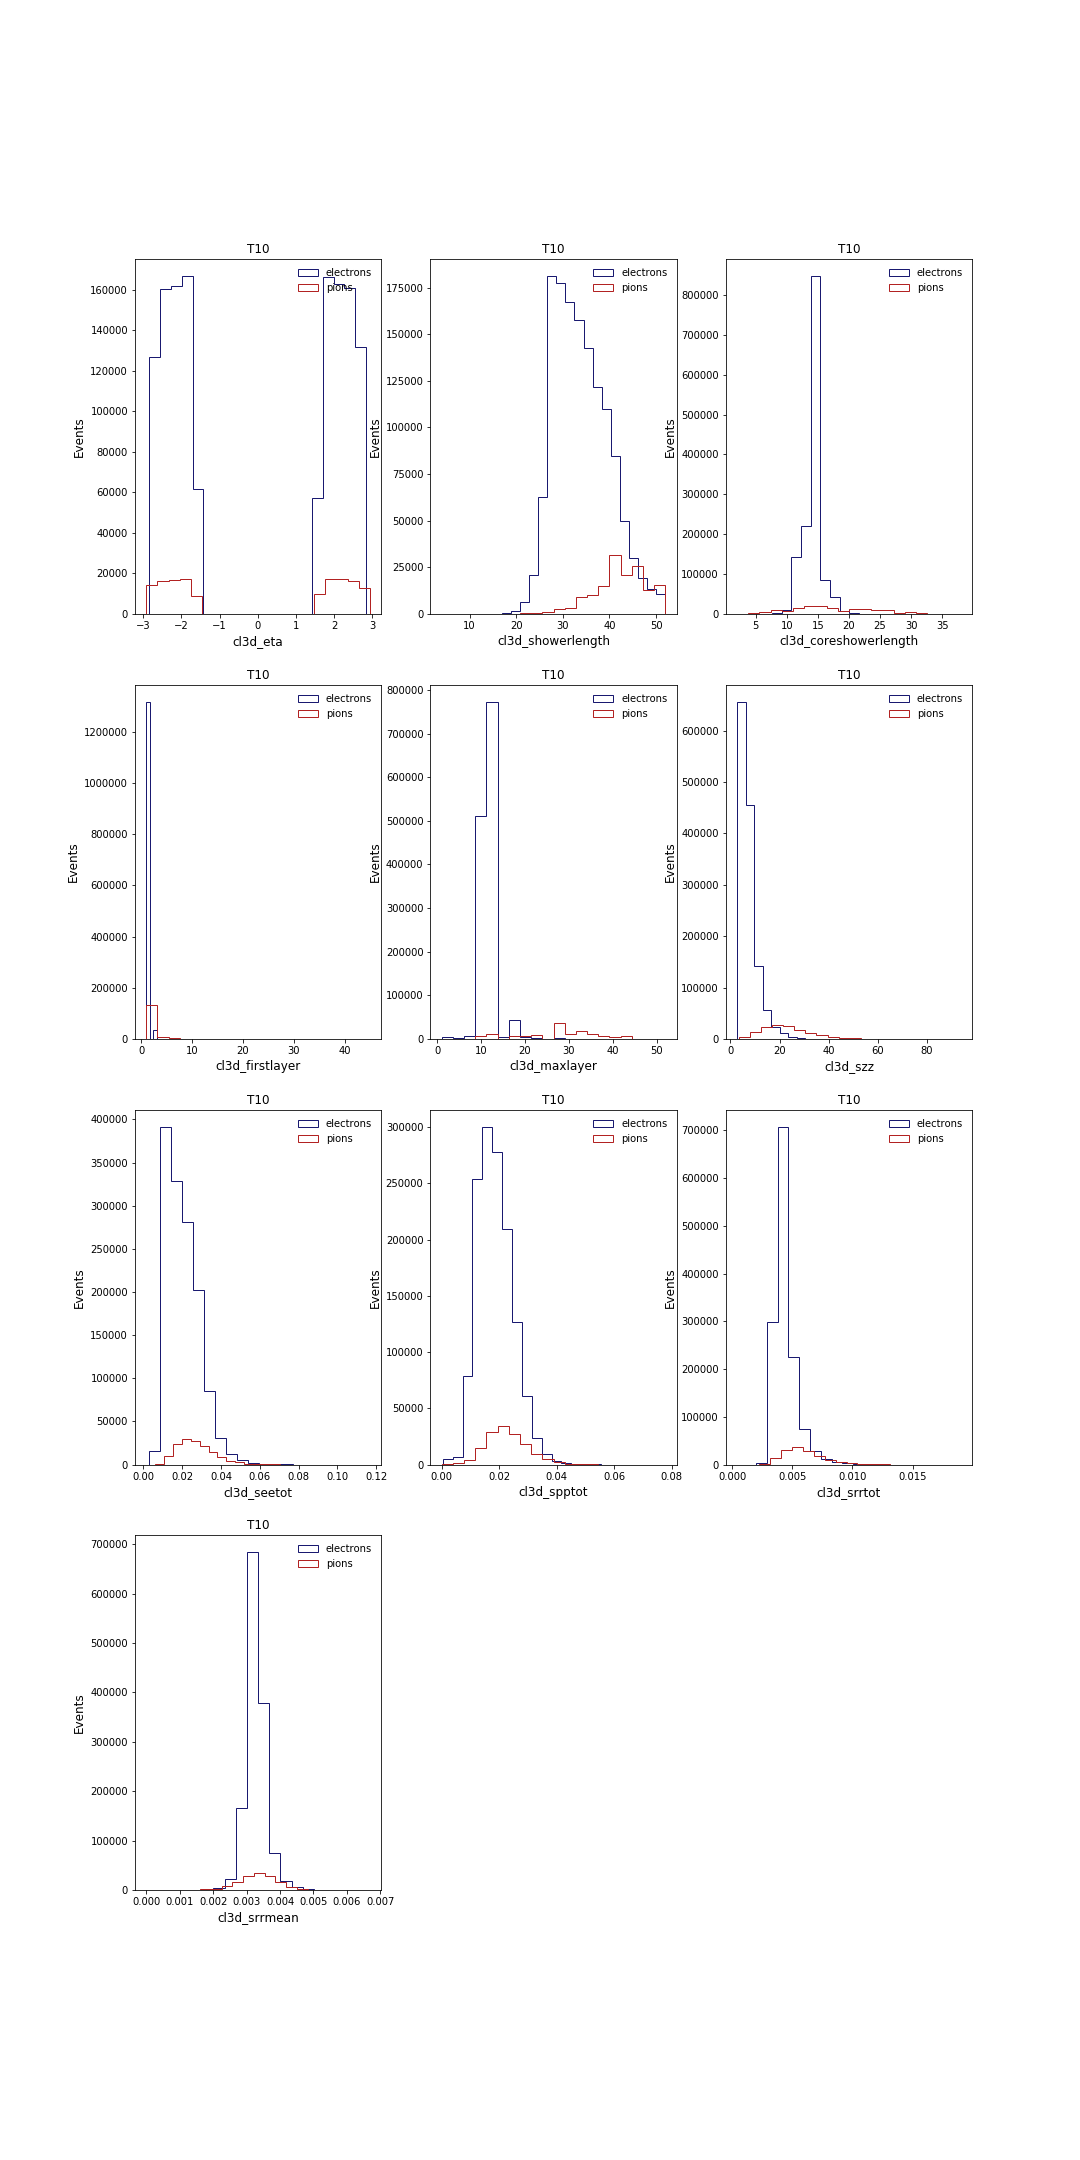 T10 T10 T10
electrons electrons electrons
pions pions pions
160000 175000 800000
140000 150000 700000
120000 125000 600000
100000 100000 500000
80000 75000 400000
60000 50000 300000
40000 25000 200000
20000 0 100000
0 0
Events Events Events
−3 −2 −1 0 1 2 3 10 20 30 40 50 5 10 15 20 25 30 35
cl3d_eta cl3d_showerlength cl3d_coreshowerlength
T10 T10 T10
electrons electrons electrons
pions pions pions
1200000 800000 600000
1000000 700000 500000
800000 600000 400000
600000 500000 300000
400000 400000 200000
200000 300000 100000
0 200000 0
100000
0
Events Events Events
0 10 20 30 40 0 10 20 30 40 50 0 20 40 60 80
cl3d_firstlayer cl3d_maxlayer cl3d_szz
T10 T10 T10
electrons electrons electrons
pions pions pions
400000 300000 700000
350000 250000 600000
300000 200000 500000
250000 150000 400000
200000 100000 300000
150000 50000 200000
100000 0 100000
50000 0
0
Events Events Events
0.00 0.02 0.04 0.06 0.08 0.10 0.12 0.00 0.02 0.04 0.06 0.08 0.000 0.005 0.010 0.015
cl3d_seetot cl3d_spptot cl3d_srrtot
T10
electrons
pions
700000
600000
500000
400000
300000
200000
100000
0
Events
0.000 0.001 0.002 0.003 0.004 0.005 0.006 0.007
cl3d_srrmean